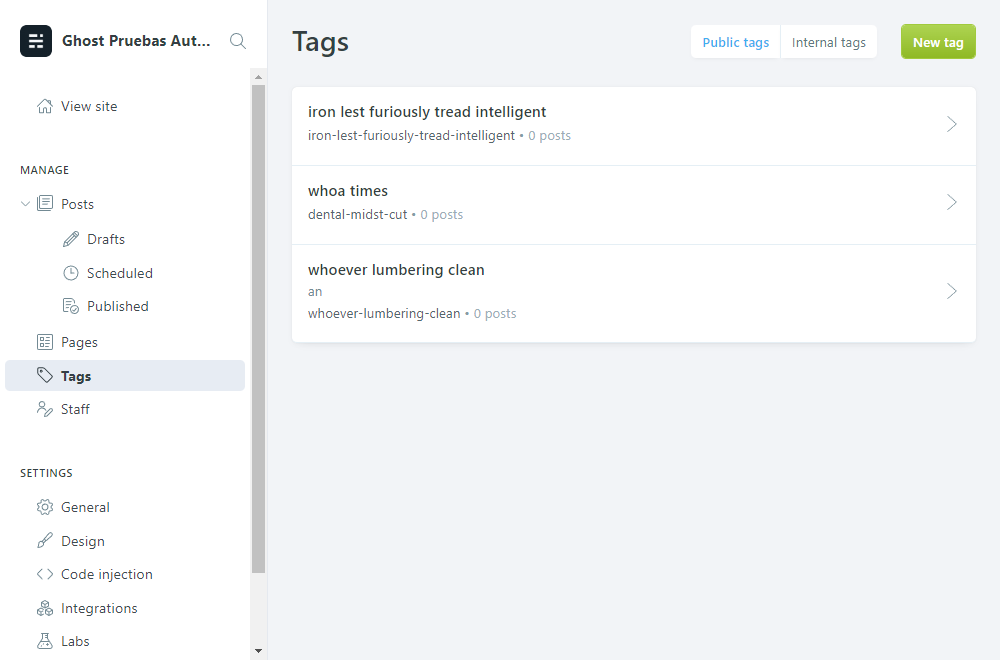 Ghost Pruebas Aut...
View site
MANAGE
Posts
Drafts
Scheduled
Published
Pages
Tags
Staff
SETTINGS
General
Design
Code injection
Integrations
Labs
Tags
Public tags
Internal tags
New tag
iron lest furiously tread intelligent
iron-lest-furiously-tread-intelligent • 0 posts
whoa times
dental-midst-cut • 0 posts
whoever lumbering clean
an
whoever-lumbering-clean • 0 posts